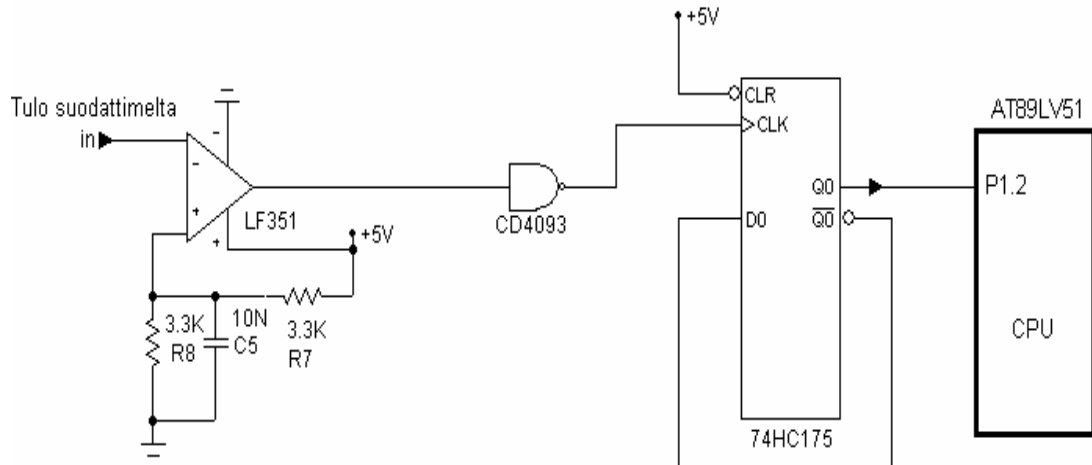 +5V
Tulo suodattimelta
in
-
-
+
+
LF351
+5V
CD4093
CLR
CLK
Q0
D0
Q0
74HC175
AT89LV51
P1.2
CPU
3.3K
R8
10N
C5
3.3K
R7